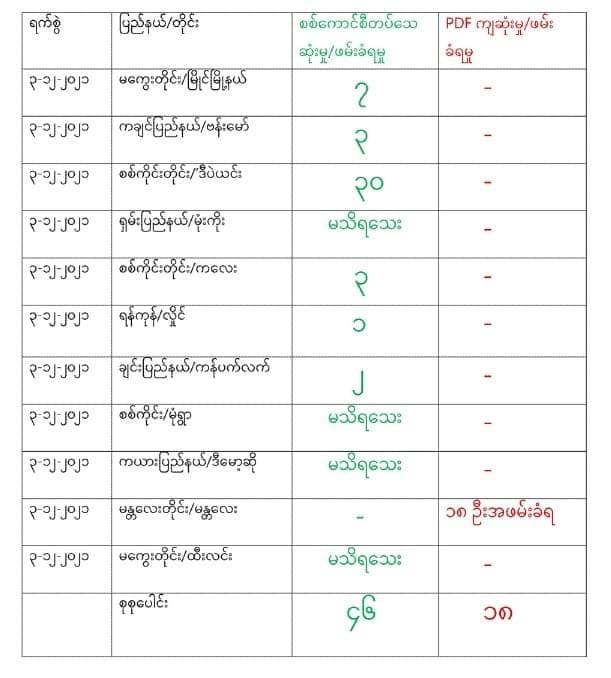 ရက်စွဲ ပြည်နယ်/တိုင်း စစ်ကောင်စီတပ်သေ PDF ကျဆုံးမှု/ဖမ်း
ဆုံးမှု/ဖမ်းခံရမှု ခံရမှု
၃-၁၂-၂၀၂၁ မကွေးတိုင်း/မြိုင်မြို့နယ် ၇ -
၃-၁၂-၂၀၂၁ ကချင်ပြည်နယ်/ဗန်းမော် ၃ -
၃-၁၂-၂၀၂၁ စစ်ကိုင်းတိုင်း/ဒီပဲယင်း ၃၀ -
၃-၁၂-၂၀၂၁ ရှမ်းပြည်နယ်/မုံးကိုး မသိရသေး -
၃-၁၂-၂၀၂၁ စစ်ကိုင်းတိုင်း/ကလေး ၃ -
၃-၁၂-၂၀၂၁ ရန်ကုန်/လှိုင် ၁ -
၃-၁၂-၂၀၂၁ ချင်းပြည်နယ်/ကန်ပက်လက် ၂ -
၃-၁၂-၂၀၂၁ စစ်ကိုင်း/မုံရွာ မသိရသေး -
၃-၁၂-၂၀၂၁ ကယားပြည်နယ်/ဒီမော့ဆို မသိရသေး -
၃-၁၂-၂၀၂၁ မန္တလေးတိုင်း/မန္တလေး - ၁၈ ဦးအဖမ်းခံရ
၃-၁၂-၂၀၂၁ မကွေးတိုင်း/ထီးလင်း မသိရသေး -
စုစုပေါင်း ၄၆ ၁၈